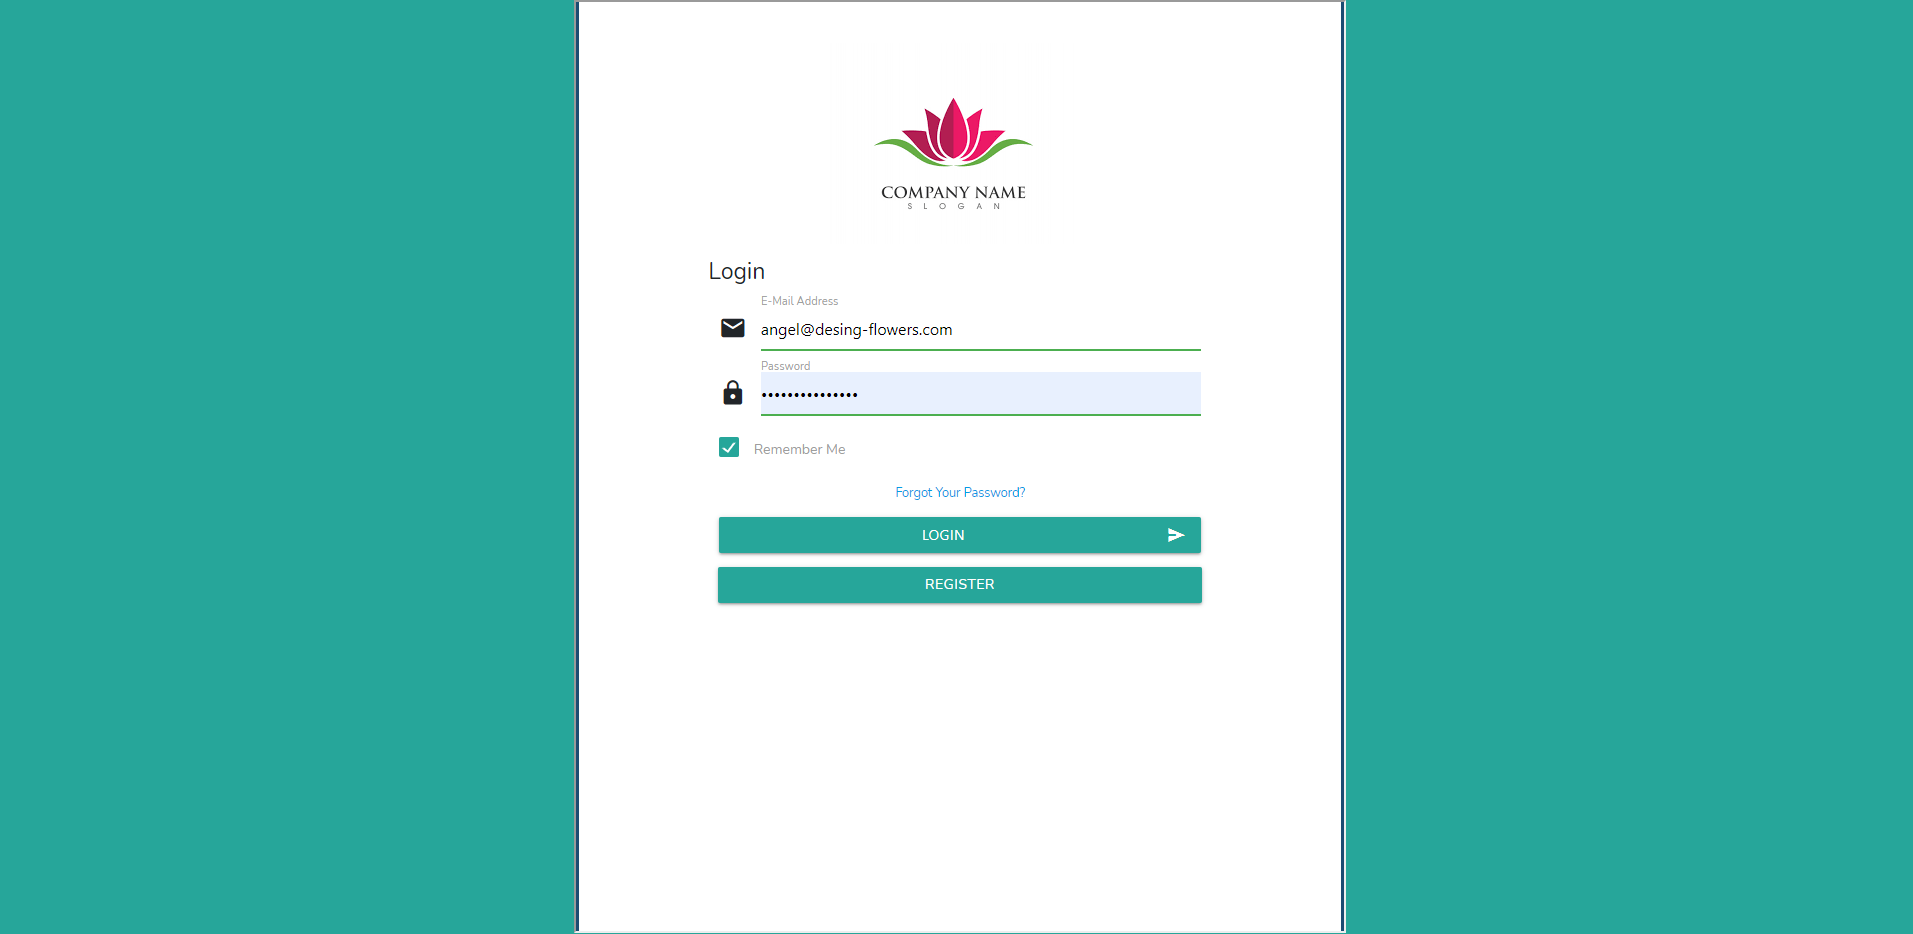 COMPANY NAME
SLOGAN
Login
E-Mail Address
angel@desing-flowers.com
Password
•••••••••••••••
Remember Me
Forgot Your Password?
LOGIN
REGISTER